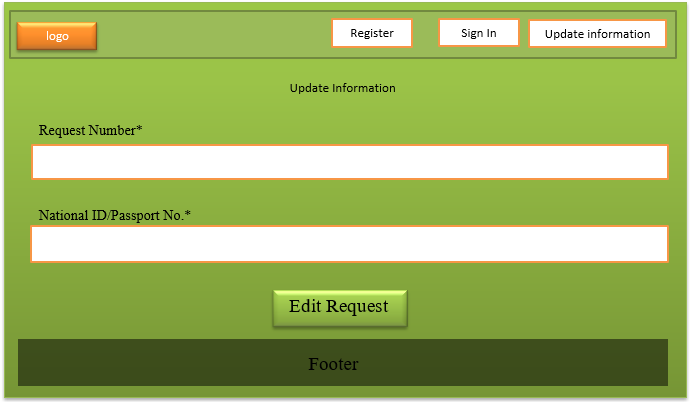 logo
Register
Sign In
Update information
Update Information
Request Number*
National ID/Passport No.*
Edit Request
Footer